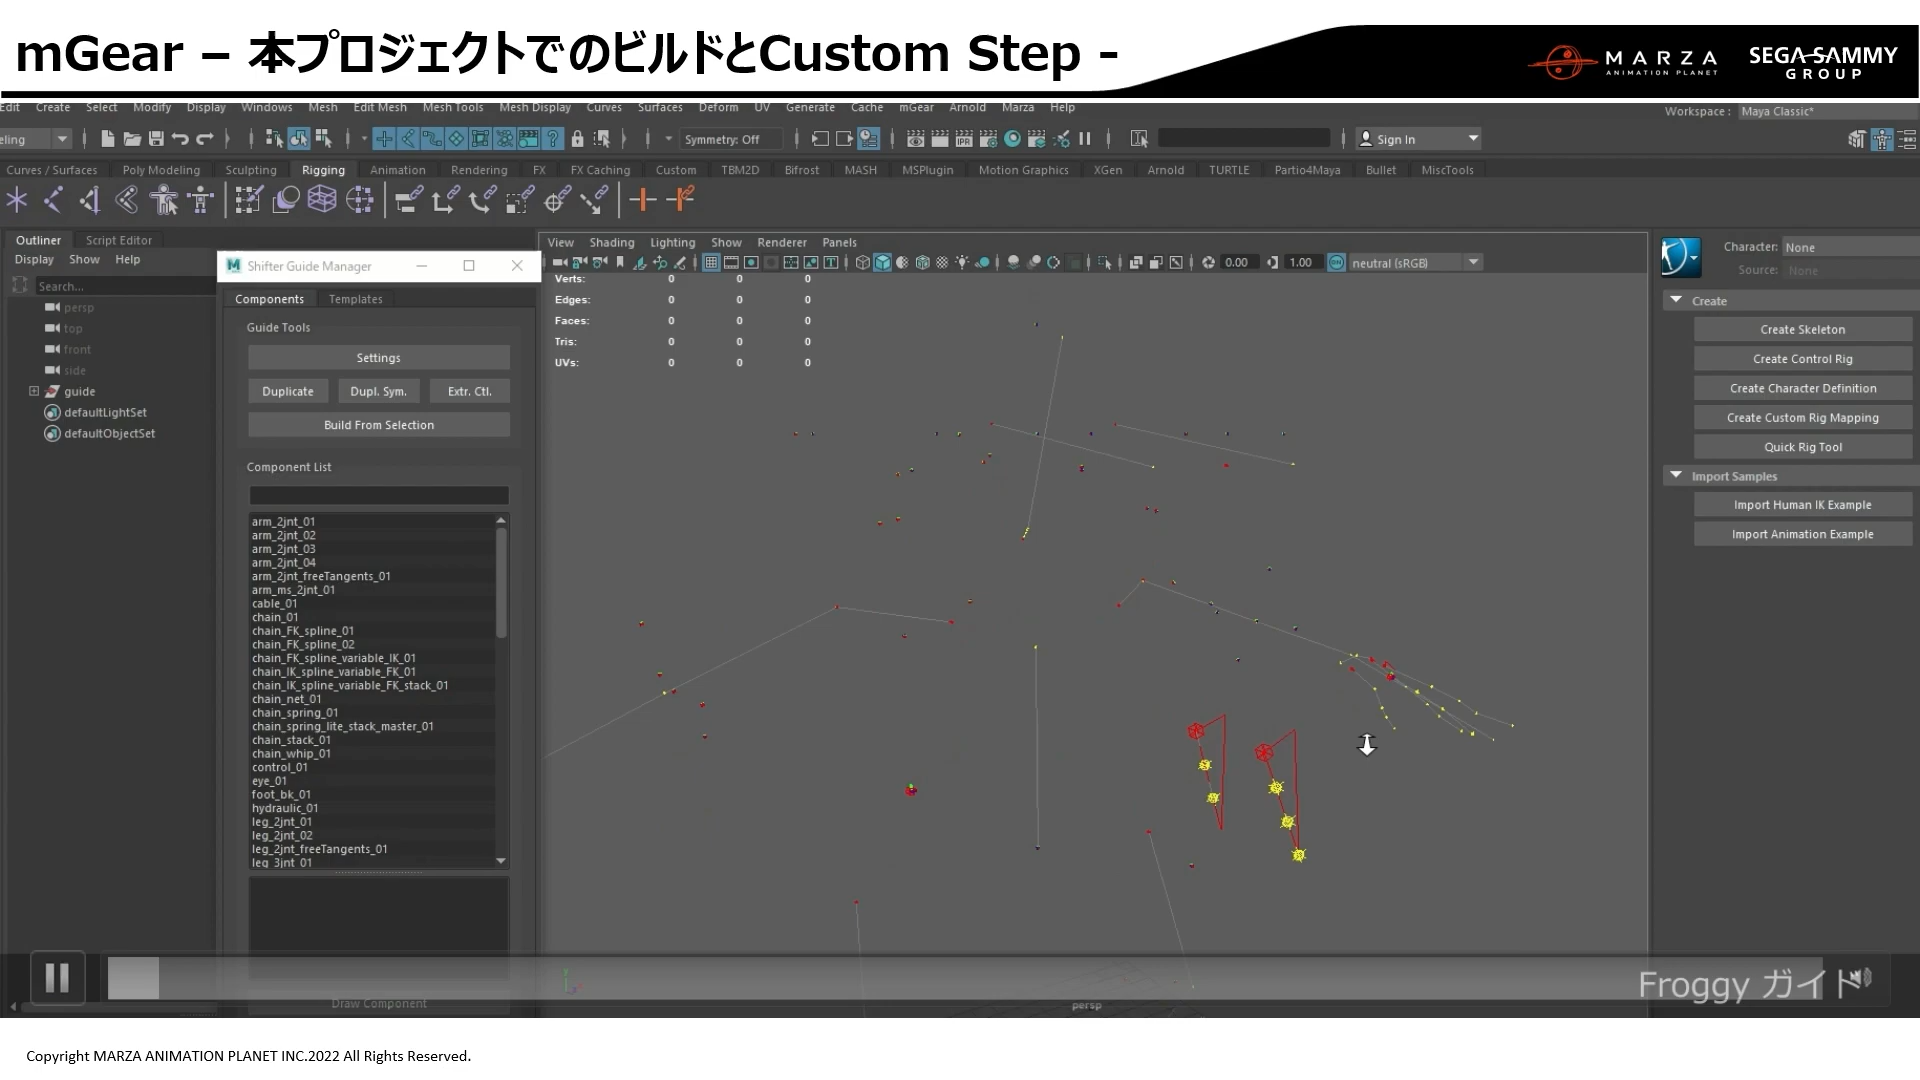 mGear – 本プロジェクトでのビルドとCustom Step -
MARZA
ANIMATION PLANET
SEGA SAMMY
GROUP
Edit Create Select Modify Display Windows Mesh Edit Mesh Mesh Tools Mesh Display Curves Surfaces Deform UV Generate Cache mGear Arnold Marza Help
Workspace : Maya Classic*
eling
Symmetry: Off
Sign In
Curves / Surfaces Poly Modeling Sculpting Rigging Animation Rendering FX FX Caching Custom TBM2D Bifrost MASH MSPlugin Motion Graphics XGen Arnold TURTLE Partio4Maya Bullet MiscTools
Outliner Script Editor
Display Show Help
Search...
persp
top
front
side
guide
defaultLightSet
defaultObjectSet
Shifter Guide Manager
Components Templates
Guide Tools
Settings
Duplicate Dupl. Sym. Extr. Ctl.
Build From Selection
Component List
arm_2jnt_01
arm_2jnt_02
arm_2jnt_03
arm_2jnt_04
arm_2jnt_freeTangents_01
arm_ms_2jnt_01
cable_01
chain_01
chain_FK_spline_01
chain_FK_spline_02
chain_FK_spline_variable_IK_01
chain_IK_spline_variable_FK_01
chain_IK_spline_variable_FK_stack_01
chain_net_01
chain_spring_01
chain_spring_lite_stack_master_01
chain_stack_01
chain_whip_01
control_01
eye_01
foot_bk_01
hydraulic_01
leg_2jnt_01
leg_2jnt_02
leg_2jnt_freeTangents_01
leg_3jnt_01
Draw Component
View Shading Lighting Show Renderer Panels
0.00 1.00 neutral (sRGB)
Verts: 0 0 0
Edges: 0 0 0
Faces: 0 0 0
Tris: 0 0 0
UVs: 0 0 0
persp
Character: None
Source: None
Create
Create Skeleton
Create Control Rig
Create Character Definition
Create Custom Rig Mapping
Quick Rig Tool
Import Samples
Import Human IK Example
Import Animation Example
Froggy ガイド
Copyright MARZA ANIMATION PLANET INC.2022 All Rights Reserved.